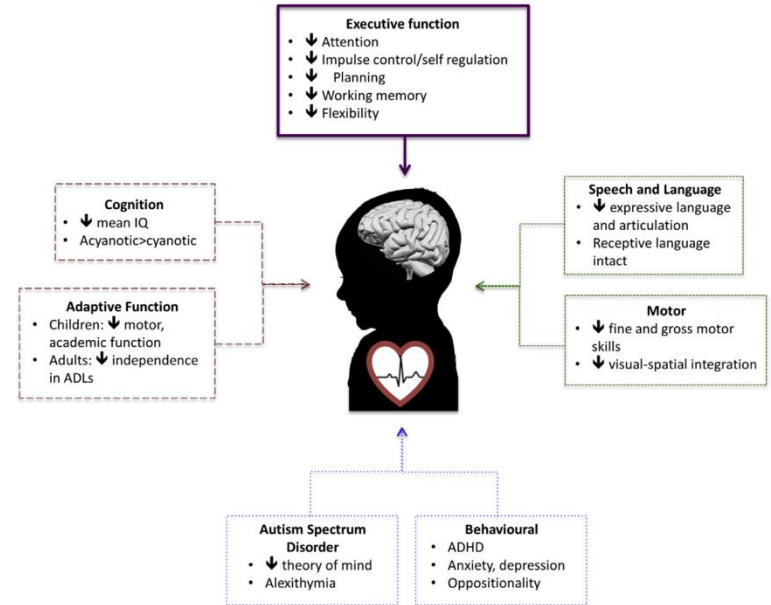 Executive function
• 🡻 Attention
• 🡻 Impulse control/self regulation
• 🡻 Planning
• 🡻 Working memory
• 🡻 Flexibility
Cognition
• 🡻 mean IQ
• Acyanotic>cyanotic
Adaptive Function
• Children: 🡻 motor,
academic function
• Adults: 🡻 independence
in ADLs
Speech and Language
• 🡻 expressive language
and articulation
• Receptive language
intact
Motor
• 🡻 fine and gross motor
skills
• 🡻 visual-spatial integration
Autism Spectrum
Disorder
• 🡻 theory of mind
• Alexithymia
Behavioural
• ADHD
• Anxiety, depression
• Oppositionality